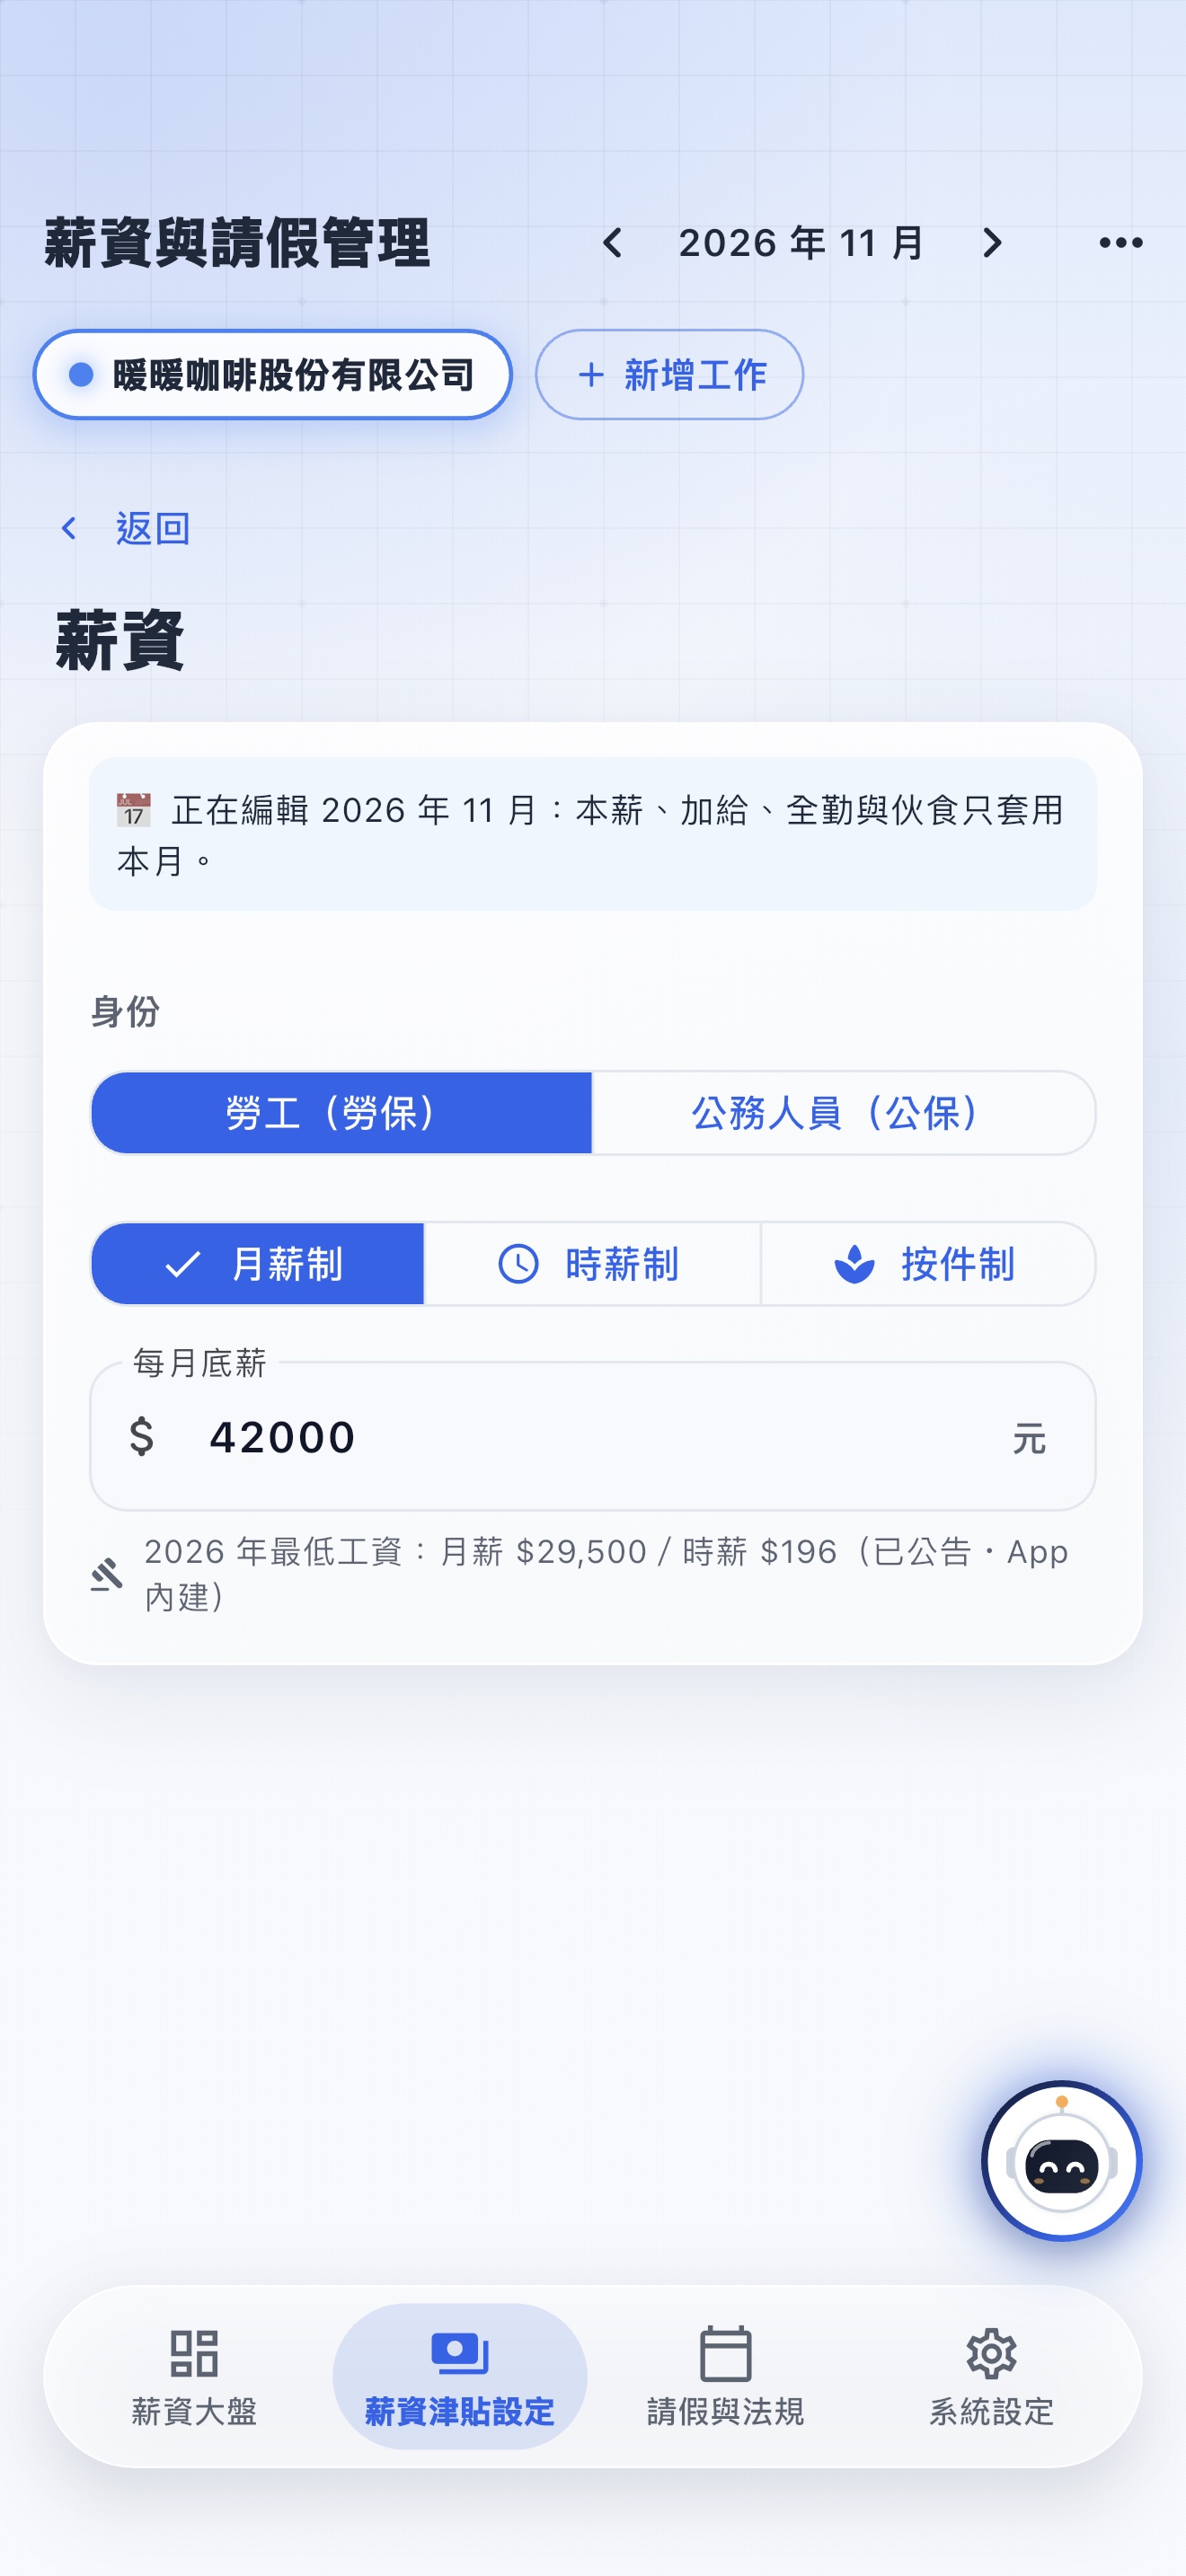 薪資與請假管理
2026 年 11 月
暖暖咖啡股份有限公司
+ 新增工作
返回
薪資
📅 正在編輯 2026 年 11 月：本薪、加給、全勤與伙食只套用
本月。
身份
勞工（勞保）
公務人員（公保）
月薪制
時薪制
按件制
每月底薪
$ 42000 元
2026 年最低工資：月薪 $29,500 / 時薪 $196（已公告・App
內建）
薪資大盤
薪資津貼設定
請假與法規
系統設定